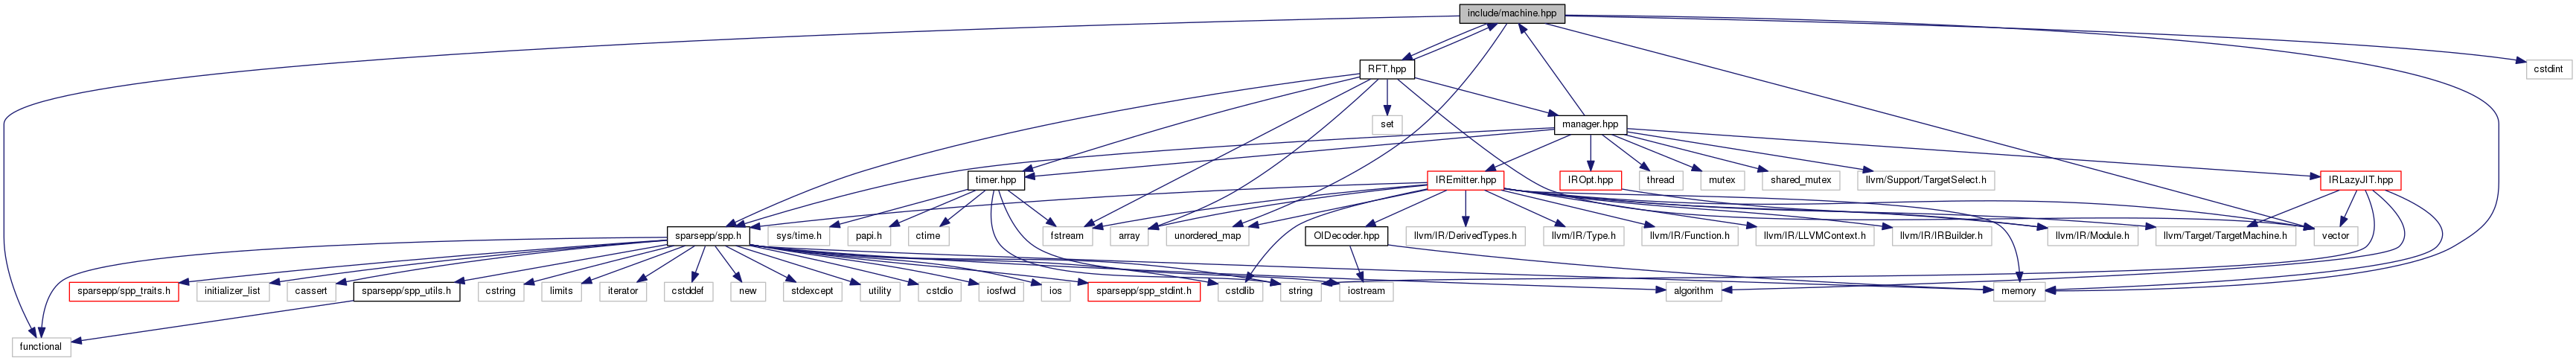 include/machine.hpp
RFT.hpp
cstdint
set
manager.hpp
timer.hpp
IREmitter.hpp
IROpt.hpp
thread
mutex
shared_mutex
llvm/Support/TargetSelect.h
IRLazyJIT.hpp
sparsepp/spp.h
sys/time.h
papi.h
ctime
fstream
array
unordered_map
OIDecoder.hpp
llvm/IR/DerivedTypes.h
llvm/IR/Type.h
llvm/IR/Function.h
llvm/IR/LLVMContext.h
llvm/IR/IRBuilder.h
llvm/IR/Module.h
llvm/Target/TargetMachine.h
vector
sparsepp/spp_traits.h
initializer_list
cassert
sparsepp/spp_utils.h
cstring
limits
iterator
cstddef
new
stdexcept
utility
cstdio
iosfwd
ios
sparsepp/spp_stdint.h
cstdlib
string
iostream
algorithm
memory
functional